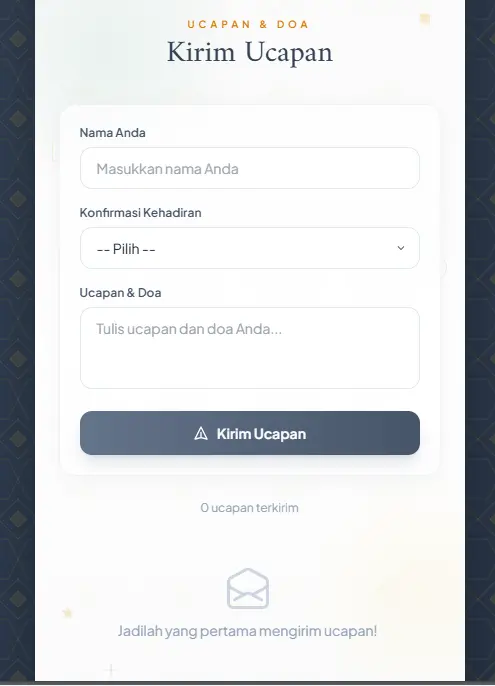 UCAPAN & DOA
Kirim Ucapan
Nama Anda
Masukkan nama Anda
Konfirmasi Kehadiran
-- Pilih --
Ucapan & Doa
Tulis ucapan dan doa Anda...
Kirim Ucapan
0 ucapan terkirim
Jadilah yang pertama mengirim ucapan!